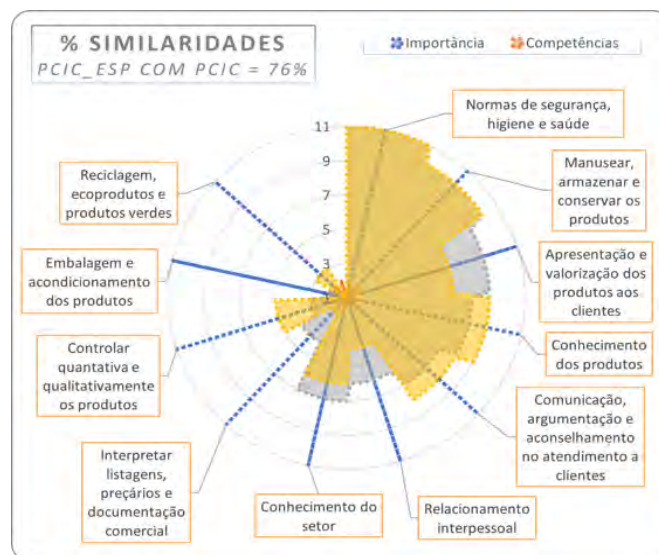 % SIMILARIDADES
PCIC_ESP COM PCIC = 76%
Importância
Competências
Normas de segurança,
higiene e saúde
Manusear,
armazenar e
conservar os
produtos
Apresentação e
valorização dos
produtos aos
clientes
Conhecimento
dos produtos
Comunicação,
argumentação e
aconselhamento
no atendimento a
clientes
Relacionamento
interpessoal
Conhecimento do
setor
Interpretar
listagens,
preçários e
documentação
comercial
Controlar
quantativa e
qualitativamente
os produtos
Embalagem e
acondicionamento
dos produtos
Reciclagem,
ecoprodutos e
produtos verdes
11
9
7
5
3
1